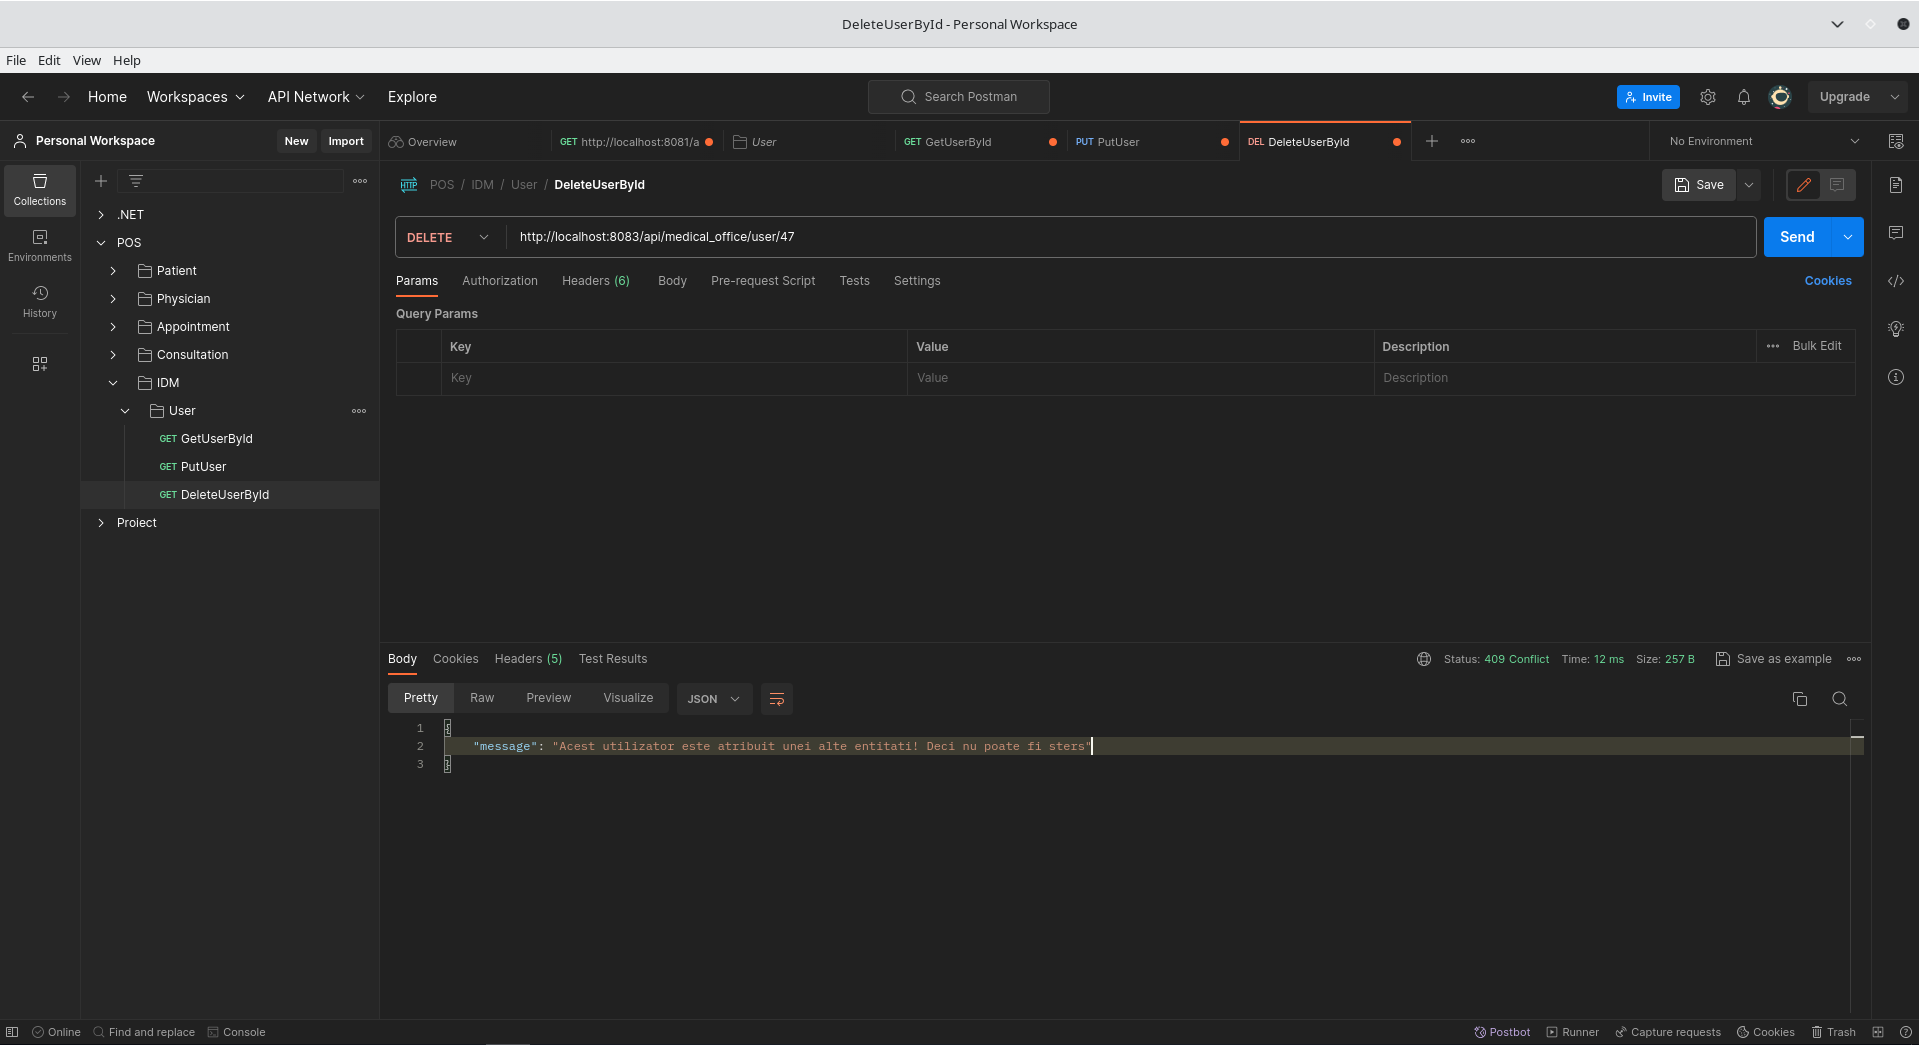 DeleteUserById - Personal Workspace
File Edit View Help
Home Workspaces API Network Explore
Search Postman
Invite
Upgrade
Personal Workspace
New Import
Overview
GET http://localhost:8081/a
User
GET GetUserById
PUT PutUser
DEL DeleteUserById
No Environment
Collections
Environments
History
.NET
POS
Patient
Physician
Appointment
Consultation
IDM
User
GET GetUserById
GET PutUser
GET DeleteUserById
Proiect
HTTP POS / IDM / User / DeleteUserById
Save
DELETE http://localhost:8083/api/medical_office/user/47
Send
Params Authorization Headers (6) Body Pre-request Script Tests Settings
Cookies
Query Params
Key Value Description
Bulk Edit
Key Value Description
Body Cookies Headers (5) Test Results
Status: 409 Conflict Time: 12 ms Size: 257 B Save as example
Pretty Raw Preview Visualize JSON
1 {
2 "message": "Acest utilizator este atribuit unei alte entitati! Deci nu poate fi sters"
3 }
Online Find and replace Console
Postbot Runner Capture requests Cookies Trash